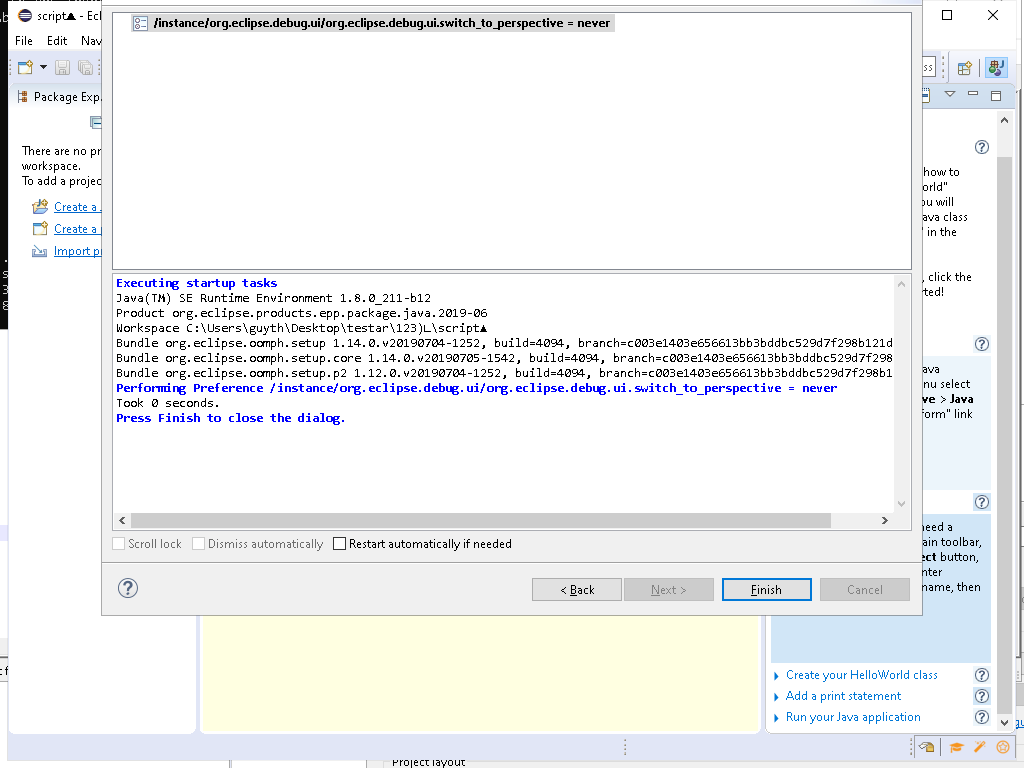 script▲ - Ecl
/instance/org.eclipse.debug.ui/org.eclipse.debug.ui.switch_to_perspective = never
File Edit Nav
ss
Package Exp
There are no pr
workspace.
To add a projec
Create a
Create a
Import p
how to
orld"
ou will
ava class
" in the
, click the
rted!
Executing startup tasks
Java(TM) SE Runtime Environment 1.8.0_211-b12
Product org.eclipse.products.epp.package.java.2019-06
Workspace C:\Users\guyth\Desktop\testar\123)∟\script▲
Bundle org.eclipse.oomph.setup 1.14.0.v20190704-1252, build=4094, branch=c003e1403e656613bb3bddbc529d7f298b121d
Bundle org.eclipse.oomph.setup.core 1.14.0.v20190705-1542, build=4094, branch=c003e1403e656613bb3bddbc529d7f298
Bundle org.eclipse.oomph.setup.p2 1.12.0.v20190704-1252, build=4094, branch=c003e1403e656613bb3bddbc529d7f298b1
Performing Preference /instance/org.eclipse.debug.ui/org.eclipse.debug.ui.switch_to_perspective = never
Took 0 seconds.
Press Finish to close the dialog.
ava
nu select
ve > Java
form" link
Scroll lock Dismiss automatically Restart automatically if needed
need a
ain toolbar,
ect button,
nter
name, then
< Back Next > Finish Cancel
Create your HelloWorld class
Add a print statement
Run your Java application
Project layout